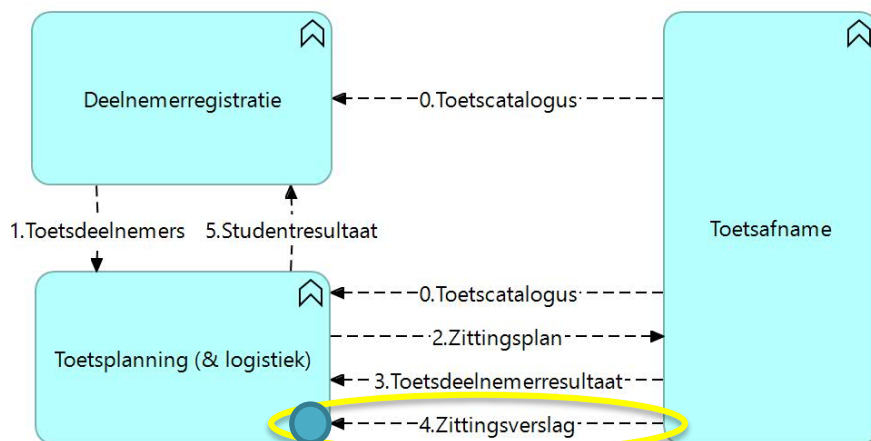 Deelnemerregistratie
0.Toetscatalogus
Toetsafname
1.Toetsdeelnemers
5.Studentresultaat
0.Toetscatalogus
2.Zittingsplan
Toetsplanning (& logistiek)
3.Toetsdeelnemerresultaat
4.Zittingsverslag